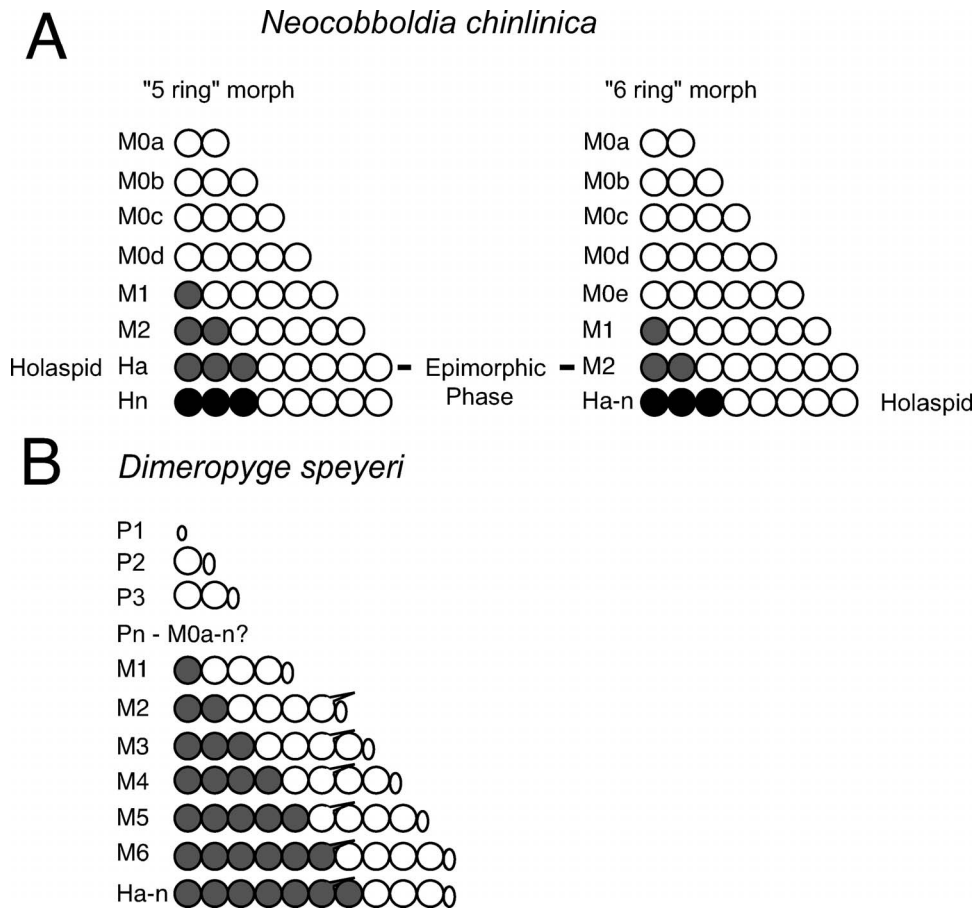 A
Neocobboldia chinlinica
"5 ring" morph
"6 ring" morph
M0a
M0b
M0c
M0d
M1
M2
Holaspid Ha
Hn
M0a
M0b
M0c
M0d
M0e
M1
Epimorphic
Phase
M2
Ha-n Holaspid
B
Dimeropyge speyeri
P1
P2
P3
Pn - M0a-n?
M1
M2
M3
M4
M5
M6
Ha-n